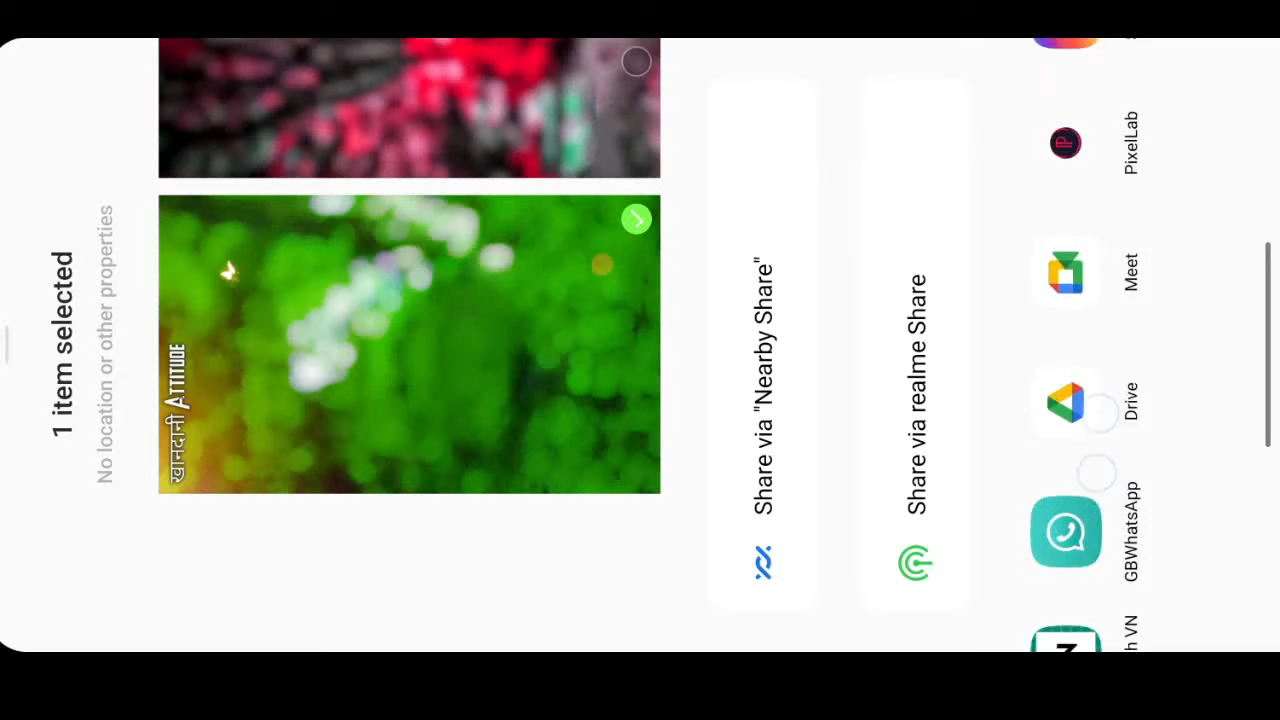 1 item selected
No location or other properties
खानदानी ATTITUDE
Share via "Nearby Share"
Share via realme Share
h VN
GBWhatsApp
Drive
Meet
PixelLab